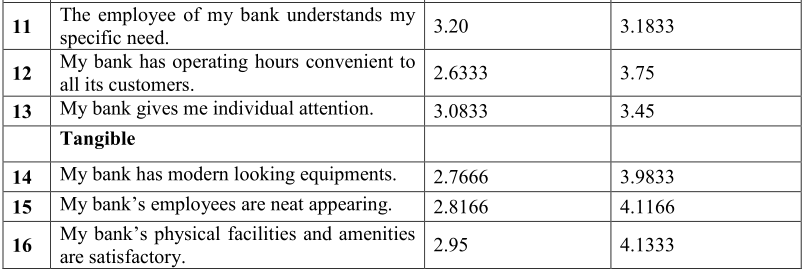 11 The employee of my bank understands my 3.20 3.1833
specific need.
12 My bank has operating hours convenient to 2.6333 3.75
all its customers.
13 My bank gives me individual attention. 3.0833 3.45
Tangible
14 My bank has modern looking equipments. 2.7666 3.9833
15 My bank’s employees are neat appearing. 2.8166 4.1166
16 My bank’s physical facilities and amenities 2.95 4.1333
are satisfactory.